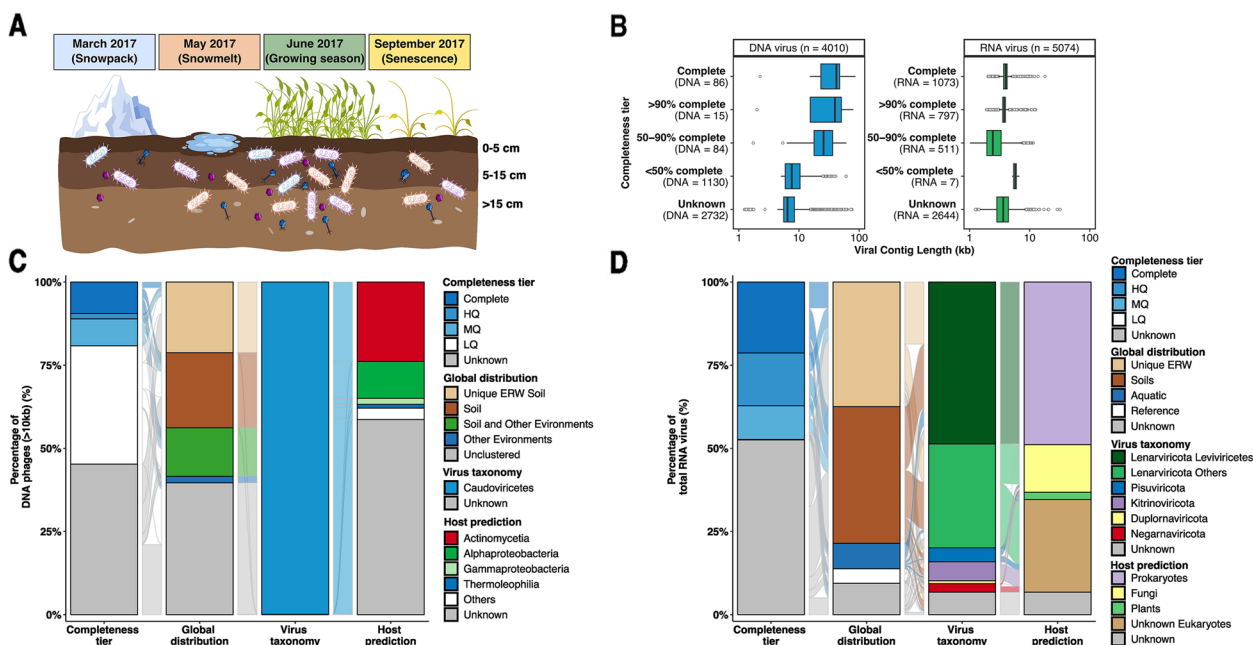 A
March 2017
(Snowpack)
May 2017
(Snowmelt)
June 2017
(Growing season)
September 2017
(Senescence)
0-5 cm
5-15 cm
>15 cm
B
DNA virus (n = 4010)
RNA virus (n = 5074)
Completeness tier
Complete
(DNA = 86)
>90% complete
(DNA = 15)
50–90% complete
(DNA = 84)
<50% complete
(DNA = 1130)
Unknown
(DNA = 2732)
Complete
(RNA = 1073)
>90% complete
(RNA = 797)
50–90% complete
(RNA = 511)
<50% complete
(RNA = 7)
Unknown
(RNA = 2644)
1
10
100
1
10
100
Viral Contig Length (kb)
C
Percentage of
DNA phages (>10kb) (%)
100%
75%
50%
25%
0%
Completeness
tier
Global
distribution
Virus
taxonomy
Host
prediction
Completeness tier
Complete
HQ
MQ
LQ
Unknown
Global distribution
Unique ERW Soil
Soil
Soil and Other Environments
Other Evironments
Unclustered
Virus taxonomy
Caudoviricetes
Unknown
Host prediction
Actinomycetia
Alphaproteobacteria
Gammaproteobacteria
Thermoleophilia
Others
Unknown
D
Percentage of
total RNA virus (%)
100%
75%
50%
25%
0%
Completeness
tier
Global
distribution
Virus
taxonomy
Host
prediction
Completeness tier
Complete
HQ
MQ
LQ
Unknown
Global distribution
Unique ERW
Soils
Aquatic
Reference
Unknown
Virus taxonomy
Lenarviricota Leviviricetes
Lenarviricota Others
Pisuviricota
Kitrinoviricota
Duplornaviricota
Negarnaviricota
Unknown
Host prediction
Prokaryotes
Fungi
Plants
Unknown Eukaryotes
Unknown